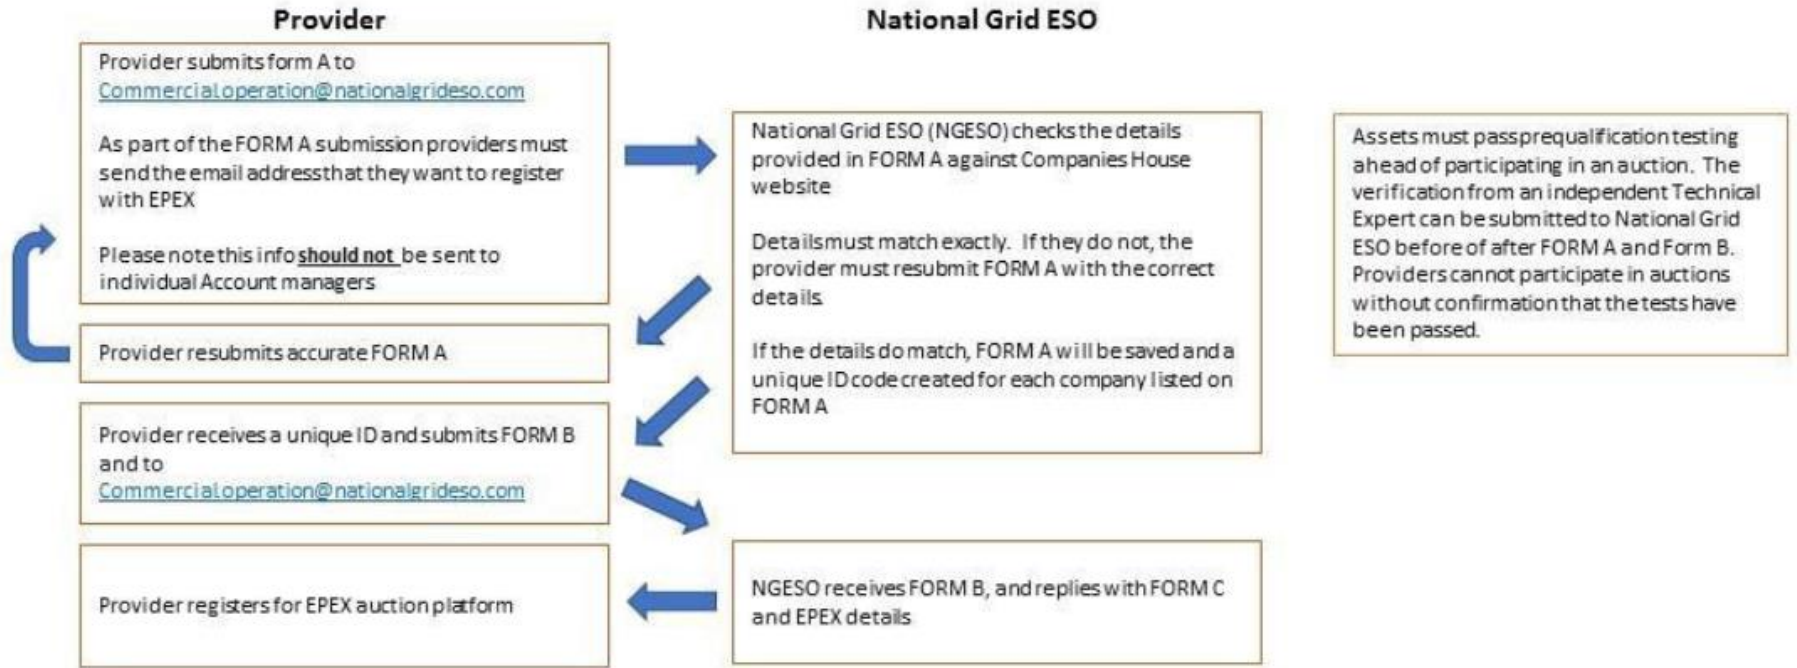 Provider
Provider submits form A to
Commercial.operation@nationalgrideso.com
As part of the FORM A submission providers must
send the email address that they want to register
with EPEX
Please note this info should not be sent to
individual Account managers
Provider resubmits accurate FORM A
Provider receives a unique ID and submits FORM B
and to
Commercial.operation@nationalgrideso.com
Provider registers for EPEX auction platform
National Grid ESO
National Grid ESO (NGESO) checks the details
provided in FORM A against Companies House
website
Details must match exactly. If they do not, the
provider must resubmit FORM A with the correct
details.
If the details do match, FORM A will be saved and a
unique ID code created for each company listed on
FORM A
NGESO receives FORM B, and replies with FORM C
and EPEX details
Assets must pass prequalification testing
ahead of participating in an auction. The
verification from an independent Technical
Expert can be submitted to National Grid
ESO before of after FORM A and Form B.
Providers cannot participate in auctions
without confirmation that the tests have
been passed.